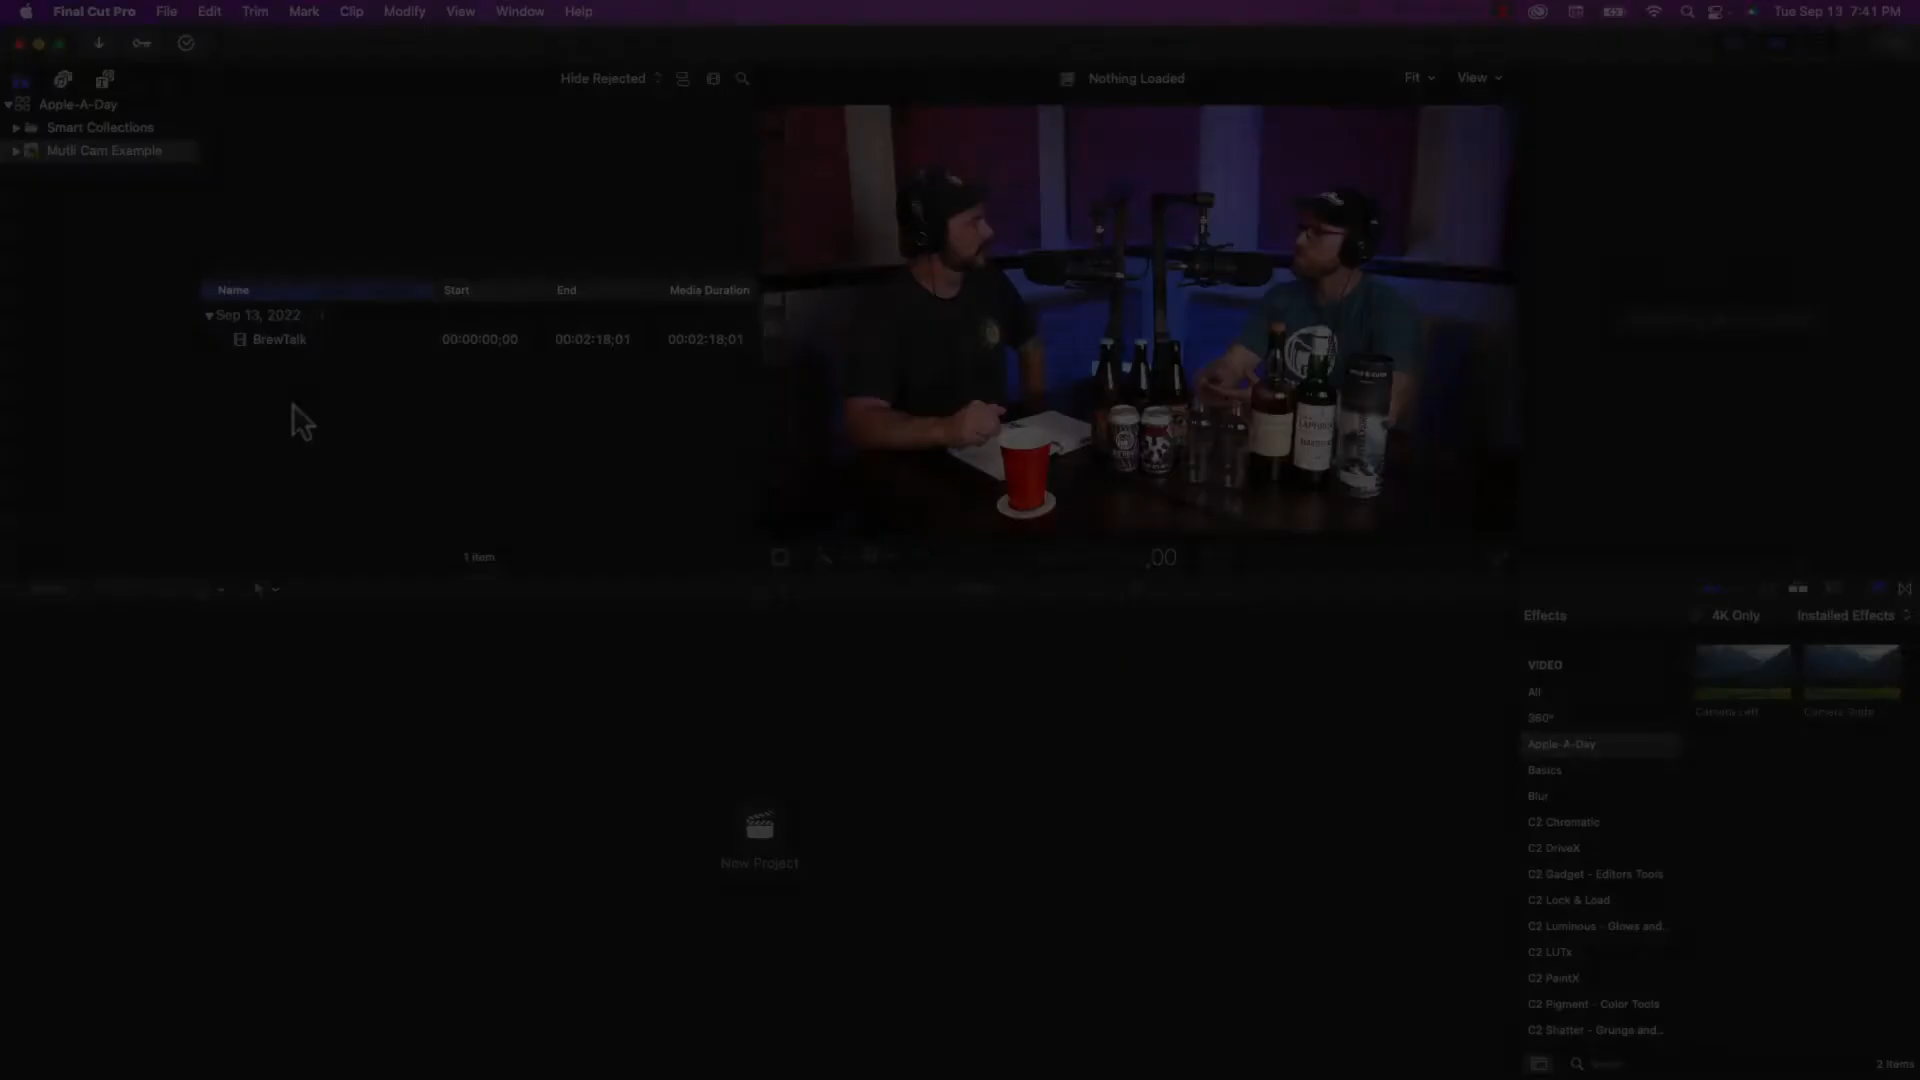 Final Cut Pro File Edit Trim Mark Clip Modify View Window Help Tue Sep 13 7:41 PM
Hide Rejected Nothing Loaded Fit View
Apple-A-Day
Smart Collections
Mutli Cam Example
Name Start End Media Duration
Sep 13, 2022
BrewTalk 00:00:00;00 00:02:18;01 00:02:18;01
1 item
;00
New Project
Effects 4K Only Installed Effects
VIDEO
All
360°
Apple-A-Day
Basics
Blur
C2 Chromatic
C2 DriveX
C2 Gadget - Editors Tools
C2 Lock & Load
C2 Luminous - Glows and...
C2 LUTx
C2 PaintX
C2 Pigment - Color Tools
C2 Shatter - Grunge and...
Camera Left
2 items